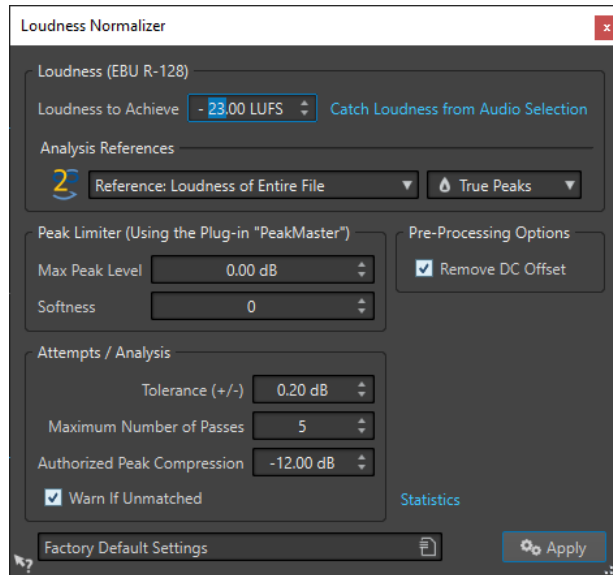 Loudness Normalizer
x
Loudness (EBU R-128)
Loudness to Achieve - 23.00 LUFS Catch Loudness from Audio Selection
Analysis References
Reference: Loudness of Entire File True Peaks
Peak Limiter (Using the Plug-in "PeakMaster")
Max Peak Level 0.00 dB
Softness 0
Pre-Processing Options
Remove DC Offset
Attempts / Analysis
Tolerance (+/-) 0.20 dB
Maximum Number of Passes 5
Authorized Peak Compression -12.00 dB
Warn If Unmatched
Statistics
Factory Default Settings
Apply
?